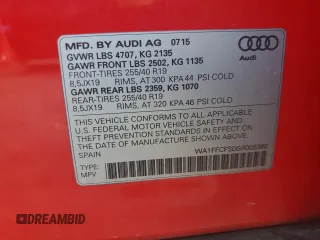 MFD. BY AUDI AG 07/15
GVWR LBS 4707, KG 2135
GAWR FRONT LBS 2502, KG 1135
FRONT-TIRES 255/40 R19
8,5JX19 RIMS, AT 300 KPA 44 PSI COLD
GAWR REAR LBS 2359, KG 1070
REAR-TIRES 255/40 R19
8,5JX19 RIMS, AT 320 KPA 46 PSI COLD
Audi
THIS VEHICLE CONFORMS TO ALL APPLICABLE
U.S. FEDERAL MOTOR VEHICLE SAFETY AND
THEFT PREVENTION STANDARDS IN EFFECT ON
THE DATE OF MANUFACTURE SHOWN ABOVE.
SPAIN
TYPE:
MPV
DREAMBID